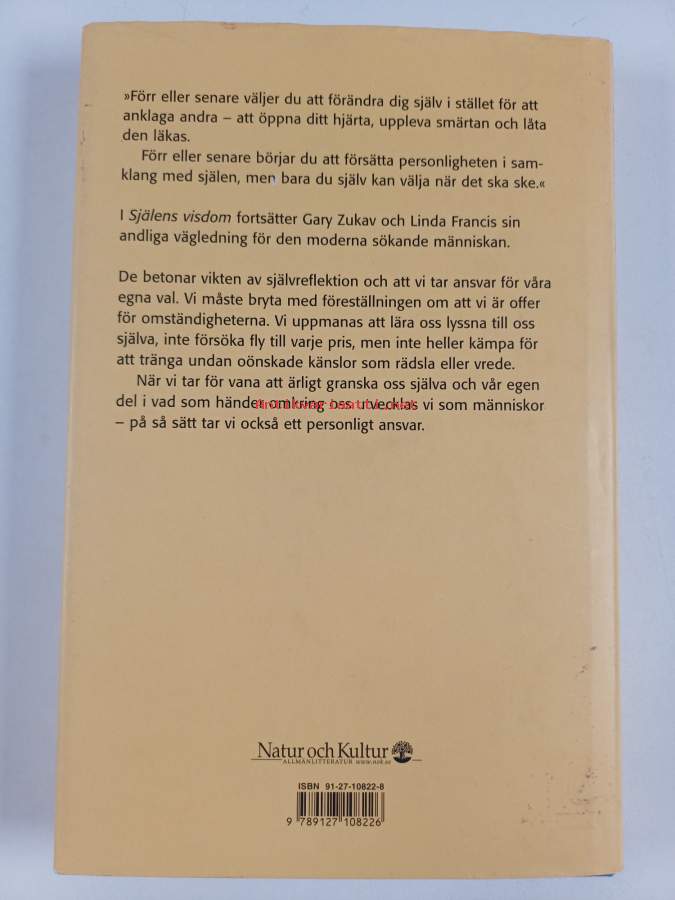 »Förr eller senare väljer du att förändra dig själv i stället för att
anklaga andra – att öppna ditt hjärta, uppleva smärtan och låta
den läkas.
Förr eller senare börjar du att försätta personligheten i sam-
klang med själen, men bara du själv kan välja när det ska ske.«
I Själens visdom fortsätter Gary Zukav och Linda Francis sin
andliga vägledning för den moderna sökande människan.
De betonar vikten av självreflektion och att vi tar ansvar för våra
egna val. Vi måste bryta med föreställningen om att vi är offer
för omständigheterna. Vi uppmanas att lära oss lyssna till oss
själva, inte försöka fly till varje pris, men inte heller kämpa för
att tränga undan oönskade känslor som rädsla eller vrede.
När vi tar för vana att ärligt granska oss själva och vår egen
del i vad som händer omkring oss utvecklas vi som människor
– på så sätt tar vi också ett personligt ansvar.
Antikvariaatti.net
Natur och Kultur
ALLMÄNLITTERATUR www.nok.se
ISBN 91-27-10822-8
9 789127 108226